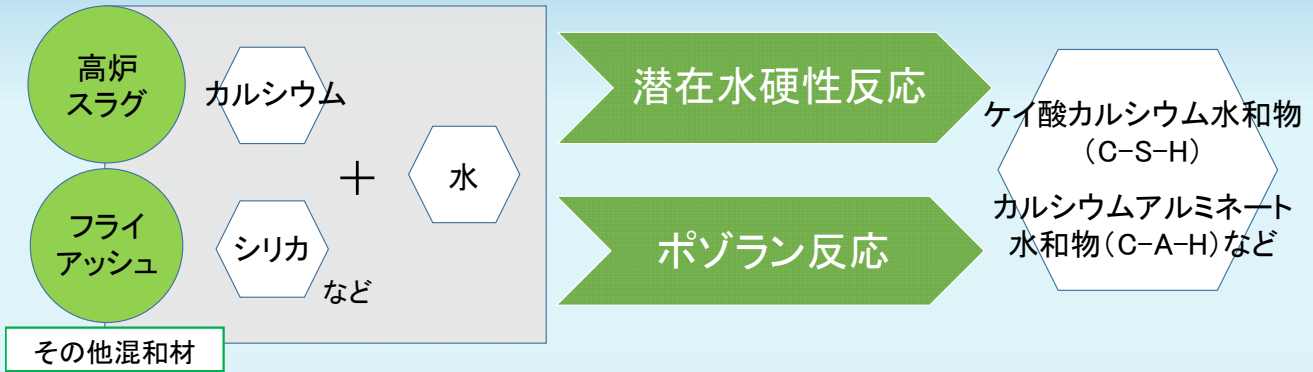 高炉
スラグ
カルシウム
潜在水硬性反応
ケイ酸カルシウム水和物
(C-S-H)
+
水
フライ
アッシュ
シリカ
など
ポゾラン反応
カルシウムアルミネート
水和物(C-A-H)など
その他混和材